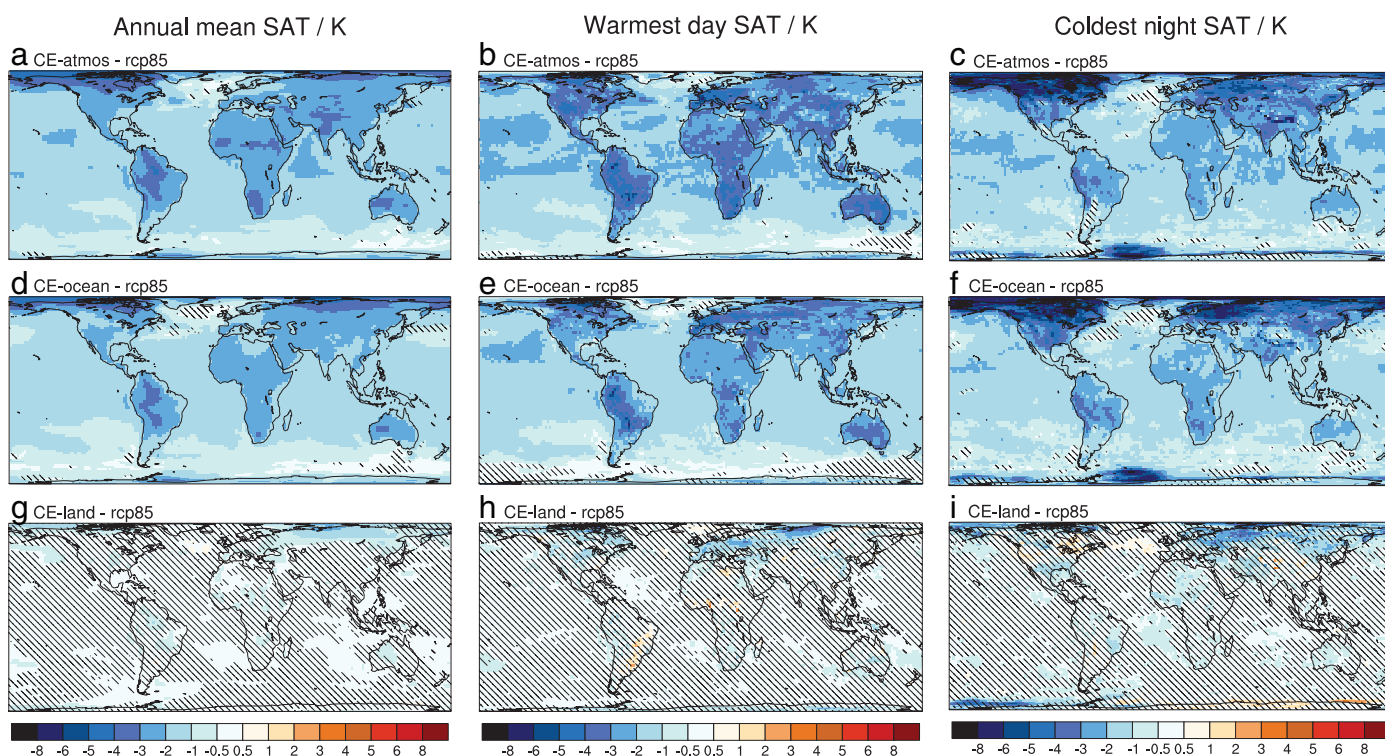 Annual mean SAT / K
Warmest day SAT / K
Coldest night SAT / K
a CE-atmos - rcp85
b CE-atmos - rcp85
c CE-atmos - rcp85
d CE-ocean - rcp85
e CE-ocean - rcp85
f CE-ocean - rcp85
g CE-land - rcp85
h CE-land - rcp85
i CE-land - rcp85
-8 -6 -5 -4 -3 -2 -1 -0.5 0.5 1 2 3 4 5 6 8
-8 -6 -5 -4 -3 -2 -1 -0.5 0.5 1 2 3 4 5 6 8
-8 -6 -5 -4 -3 -2 -1 -0.5 0.5 1 2 3 4 5 6 8